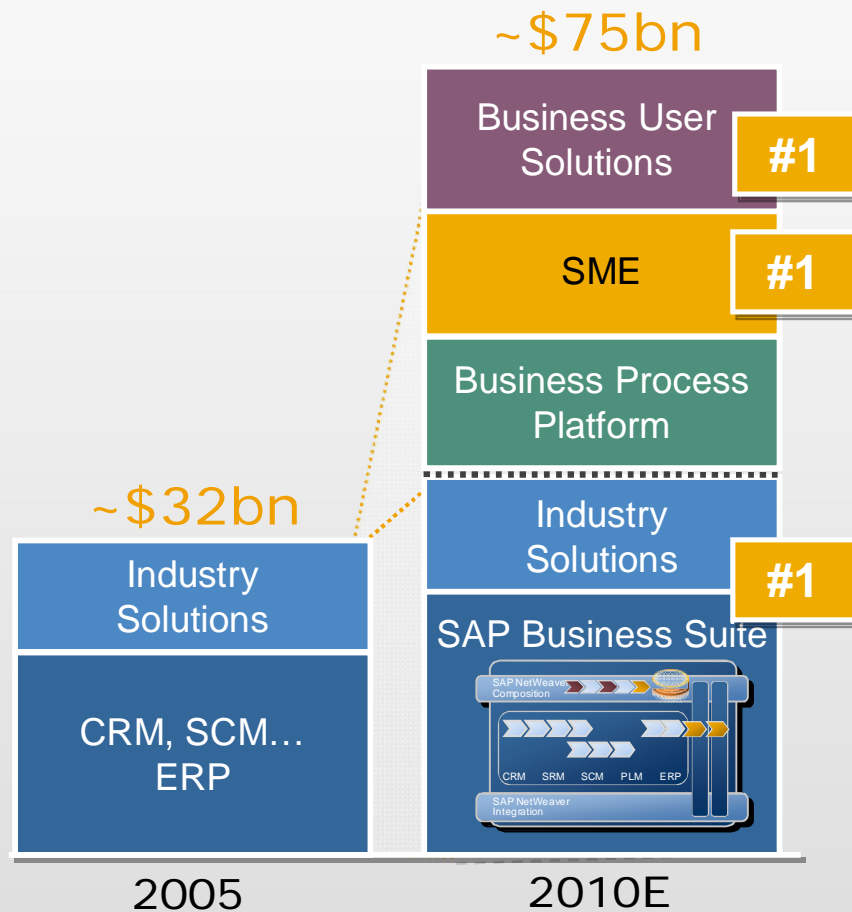 ~$75bn
Business User
Solutions
#1
SME
#1
Business Process
Platform
~$32bn
Industry
Solutions
Industry
Solutions
#1
CRM, SCM...
ERP
SAP Business Suite
SAP NetWeaver
Composition
CRM SRM SCM PLM ERP
SAP NetWeaver
Integration
2005
2010E